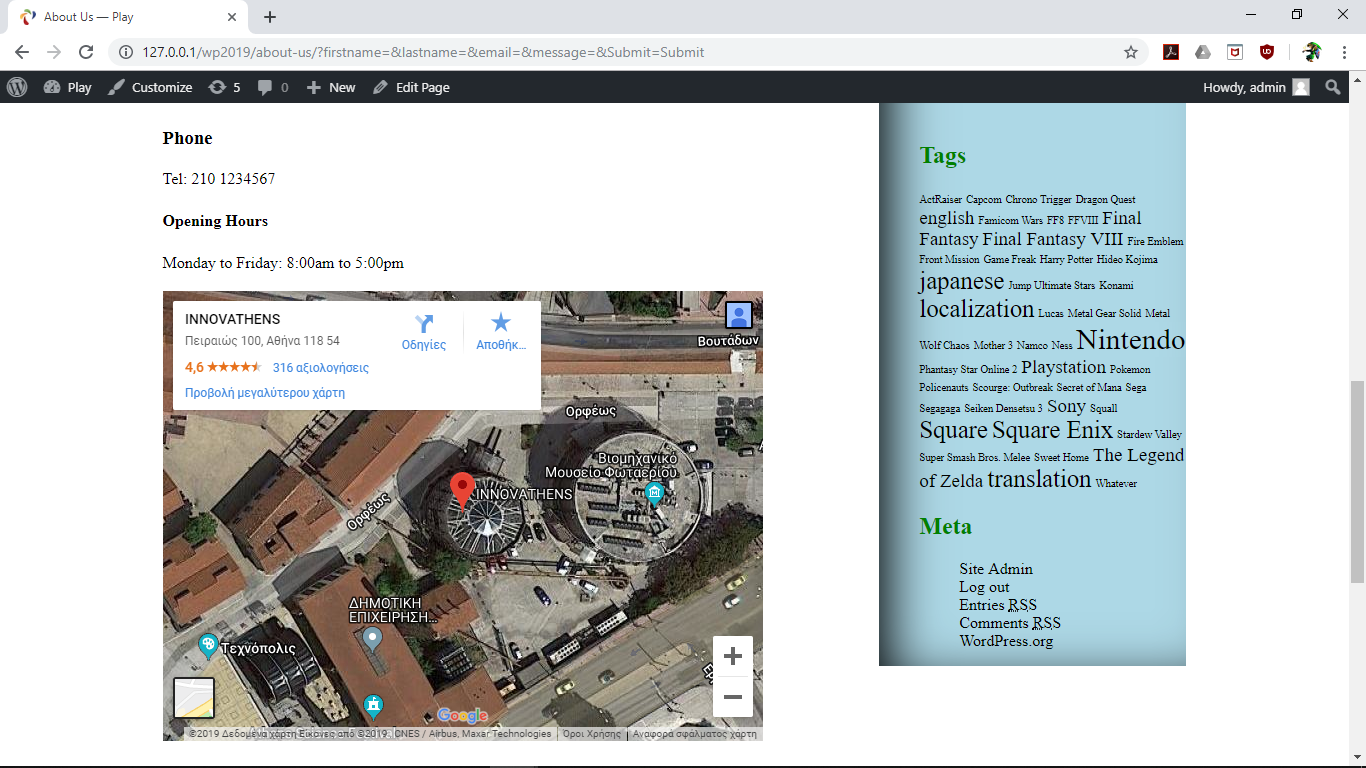 About Us — Play
127.0.0.1/wp2019/about-us/?firstname=&lastname=&email=&message=&Submit=Submit
Play Customize 5 0 New Edit Page Howdy, admin
Phone
Tel: 210 1234567
Opening Hours
Monday to Friday: 8:00am to 5:00pm
INNOVATHENS
Πειραιώς 100, Αθήνα 118 54
4,6 316 αξιολογήσεις
Προβολή μεγαλύτερου χάρτη
Οδηγίες
Αποθήκ...
Βουτάδων
Ορφέως
Βιομηχανικό
Μουσείο Φωταερίου
INNOVATHENS
Ορφέως
ΔΗΜΟΤΙΚΗ
ΕΠΙΧΕΙΡΗΣΗ...
Τεχνόπολις
Google
©2019 Δεδομένα χάρτη Εικόνες από ©2019 , CNES / Airbus, Maxar Technologies
Όροι Χρήσης
Αναφορά σφάλματος χάρτη
Tags
ActRaiser Capcom Chrono Trigger Dragon Quest
english Famicom Wars FF8 FFVIII Final
Fantasy Final Fantasy VIII Fire Emblem
Front Mission Game Freak Harry Potter Hideo Kojima
japanese Jump Ultimate Stars Konami
localization Lucas Metal Gear Solid Metal
Wolf Chaos Mother 3 Namco Ness Nintendo
Phantasy Star Online 2 Playstation Pokemon
Policenauts Scourge: Outbreak Secret of Mana Sega
Segagaga Seiken Densetsu 3 Sony Squall
Square Square Enix Stardew Valley
Super Smash Bros. Melee Sweet Home The Legend
of Zelda translation Whatever
Meta
Site Admin
Log out
Entries RSS
Comments RSS
WordPress.org